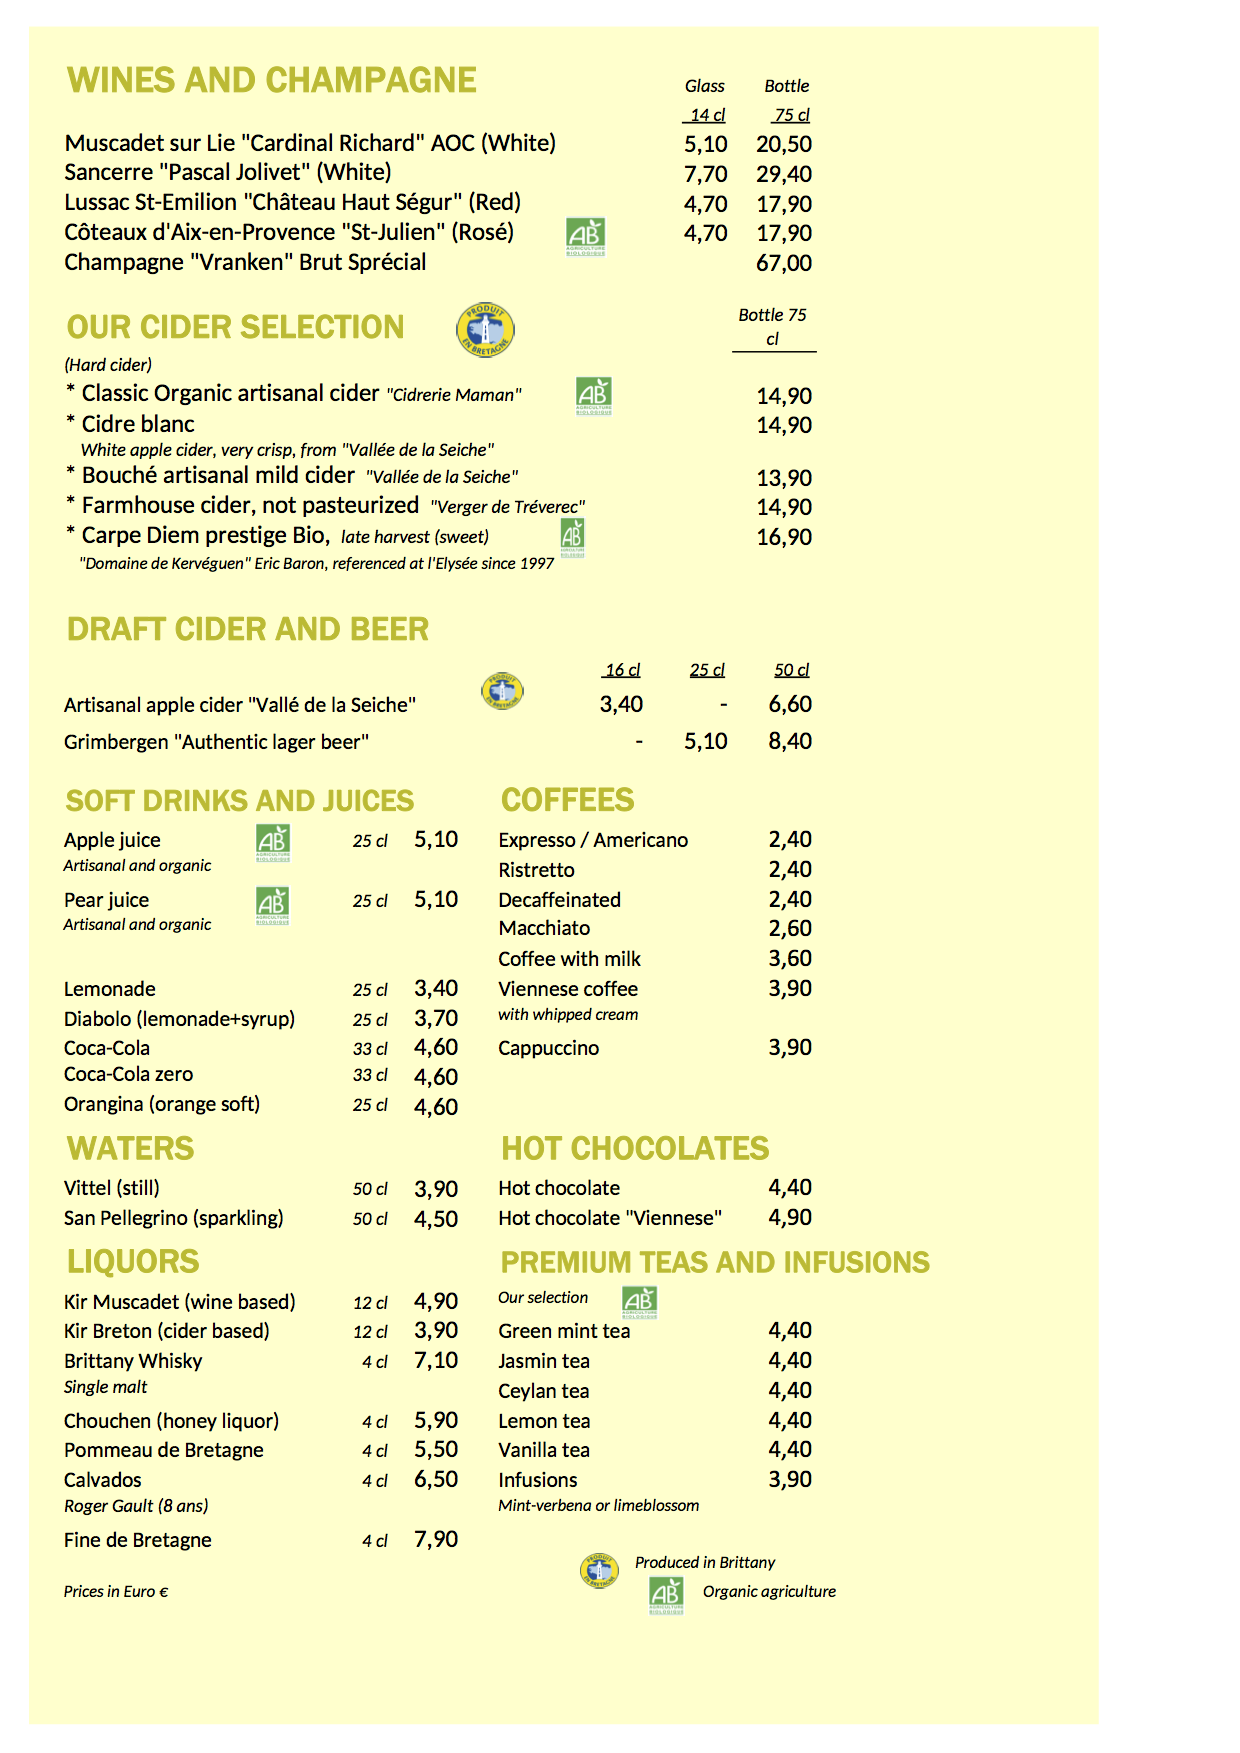 WINES AND CHAMPAGNE
Glass Bottle
14 cl 75 cl
Muscadet sur Lie "Cardinal Richard" AOC (White) 5,10 20,50
Sancerre "Pascal Jolivet" (White) 7,70 29,40
Lussac St-Emilion "Château Haut Ségur" (Red) 4,70 17,90
Côteaux d'Aix-en-Provence "St-Julien" (Rosé) AB AGRICULTURE BIOLOGIQUE 4,70 17,90
Champagne "Vranken" Brut Sprécial 67,00
OUR CIDER SELECTION PRODUIT EN BRETAGNE Bottle 75
cl
(Hard cider)
* Classic Organic artisanal cider "Cidrerie Maman" AB AGRICULTURE BIOLOGIQUE 14,90
* Cidre blanc 14,90
White apple cider, very crisp, from "Vallée de la Seiche"
* Bouché artisanal mild cider "Vallée de la Seiche" 13,90
* Farmhouse cider, not pasteurized "Verger de Tréverec" 14,90
* Carpe Diem prestige Bio, late harvest (sweet) AB AGRICULTURE BIOLOGIQUE 16,90
"Domaine de Kervéguen" Eric Baron, referenced at l'Elysée since 1997
DRAFT CIDER AND BEER
16 cl 25 cl 50 cl
Artisanal apple cider "Vallé de la Seiche" PRODUIT EN BRETAGNE 3,40 - 6,60
Grimbergen "Authentic lager beer" - 5,10 8,40
SOFT DRINKS AND JUICES
Apple juice AB AGRICULTURE BIOLOGIQUE 25 cl 5,10
Artisanal and organic
Pear juice AB AGRICULTURE BIOLOGIQUE 25 cl 5,10
Artisanal and organic
Lemonade 25 cl 3,40
Diabolo (lemonade+syrup) 25 cl 3,70
Coca-Cola 33 cl 4,60
Coca-Cola zero 33 cl 4,60
Orangina (orange soft) 25 cl 4,60
COFFEES
Expresso / Americano 2,40
Ristretto 2,40
Decaffeinated 2,40
Macchiato 2,60
Coffee with milk 3,60
Viennese coffee 3,90
with whipped cream
Cappuccino 3,90
WATERS
Vittel (still) 50 cl 3,90
San Pellegrino (sparkling) 50 cl 4,50
HOT CHOCOLATES
Hot chocolate 4,40
Hot chocolate "Viennese" 4,90
LIQUORS
Kir Muscadet (wine based) 12 cl 4,90
Kir Breton (cider based) 12 cl 3,90
Brittany Whisky 4 cl 7,10
Single malt
Chouchen (honey liquor) 4 cl 5,90
Pommeau de Bretagne 4 cl 5,50
Calvados 4 cl 6,50
Roger Gault (8 ans)
Fine de Bretagne 4 cl 7,90
PREMIUM TEAS AND INFUSIONS
Our selection AB AGRICULTURE BIOLOGIQUE
Green mint tea 4,40
Jasmin tea 4,40
Ceylan tea 4,40
Lemon tea 4,40
Vanilla tea 4,40
Infusions 3,90
Mint-verbena or limeblossom
PRODUIT EN BRETAGNE Produced in Brittany
Prices in Euro € AB AGRICULTURE BIOLOGIQUE Organic agriculture